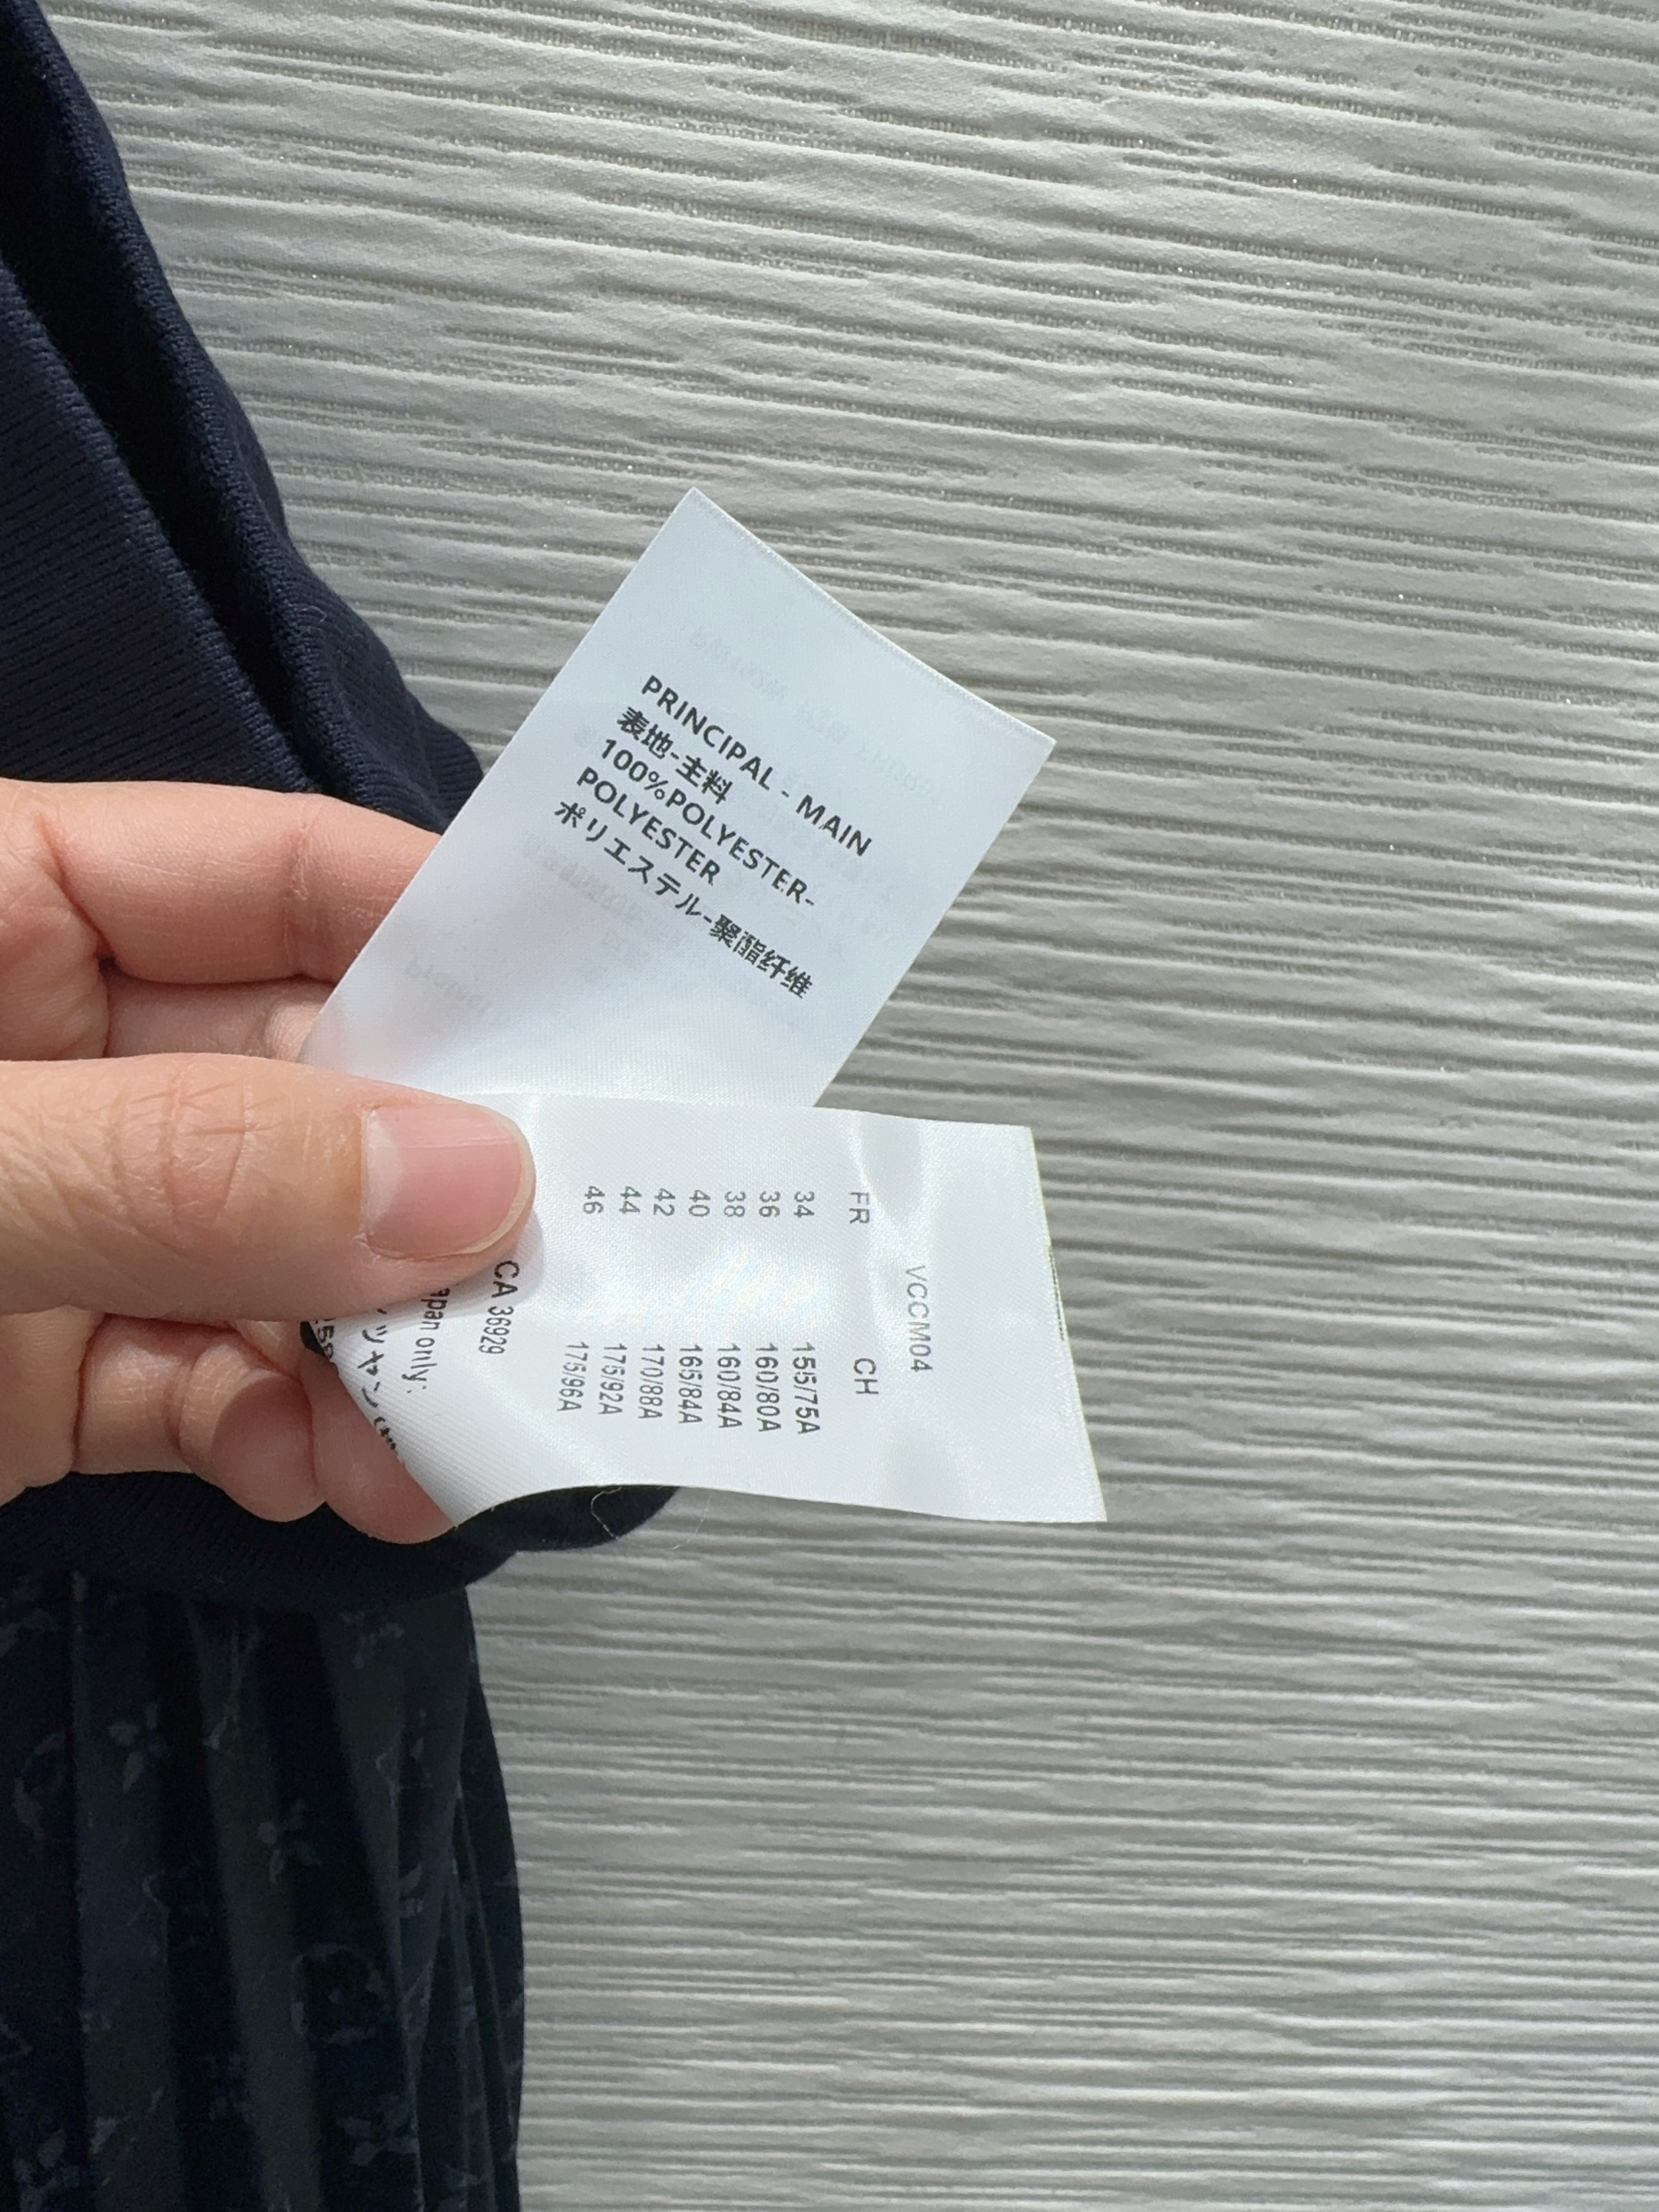 PRINCIPAL - MAIN
表地-主料
100%POLYESTER-
POLYESTER
ポリエステル-聚酯纤维
VCCM04
FR CH
34 155/75A
36 160/80A
38 160/84A
40 165/84A
42 170/88A
44 175/92A
46 175/96A
CA 36929
apan only: